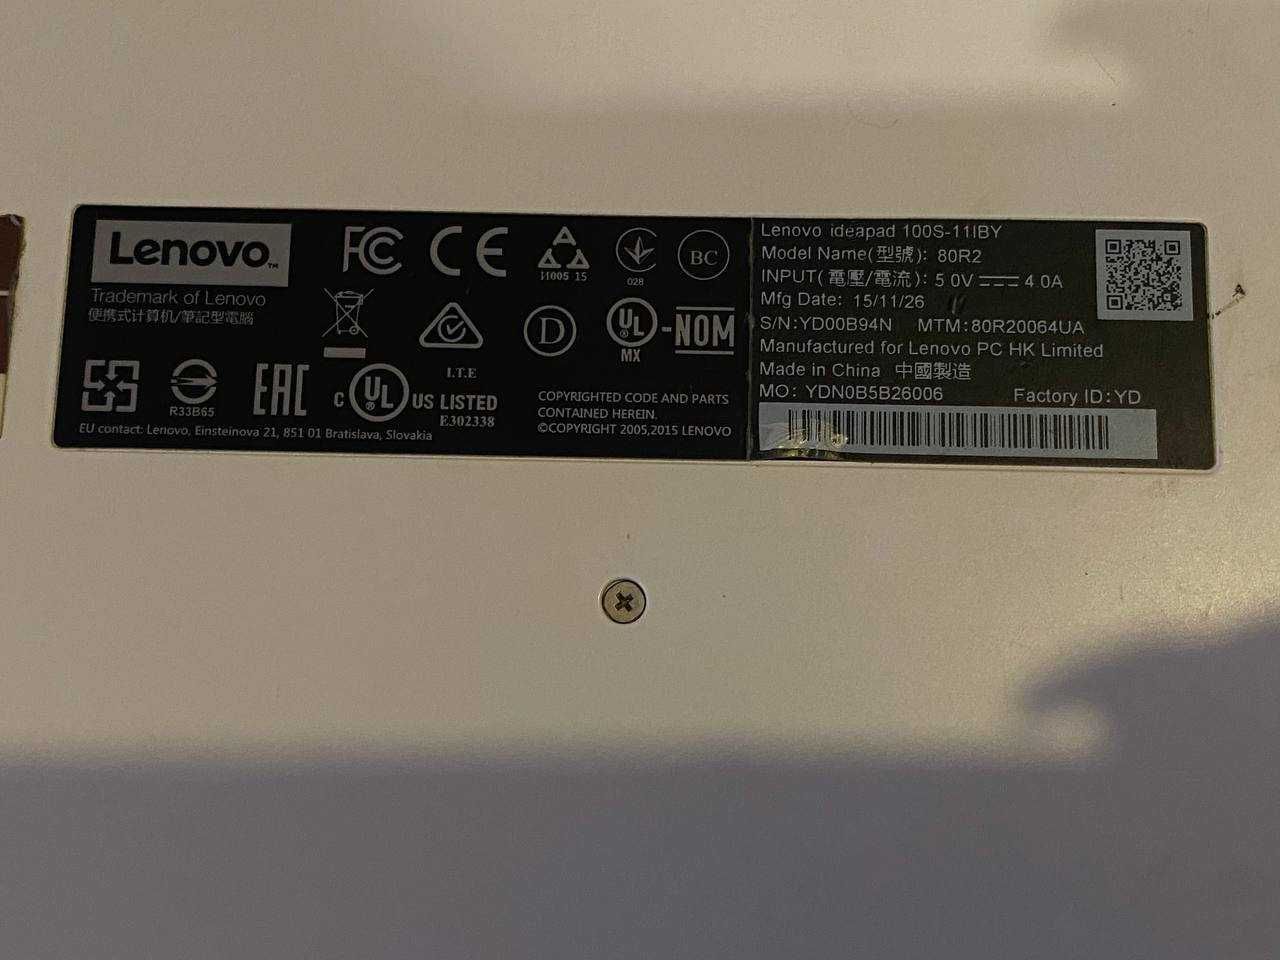 Lenovo™
Trademark of Lenovo
便携式计算机/筆記型電腦
FC CE
I1005 15
028
BC
I.T.E
D
UL
MX
-NOM
R33B65
EAC
C UL US LISTED
E302338
COPYRIGHTED CODE AND PARTS
CONTAINED HEREIN.
©COPYRIGHT 2005,2015 LENOVO
EU contact: Lenovo, Einsteinova 21, 851 01 Bratislava, Slovakia
Lenovo ideapad 100S-11IBY
Model Name(型號): 80R2
INPUT(電壓/電流): 5.0V⎓4.0A
Mfg Date: 15/11/26
S/N:YD00B94N MTM:80R20064UA
Manufactured for Lenovo PC HK Limited
Made in China 中國製造
MO: YDN0B5B26006 Factory ID:YD